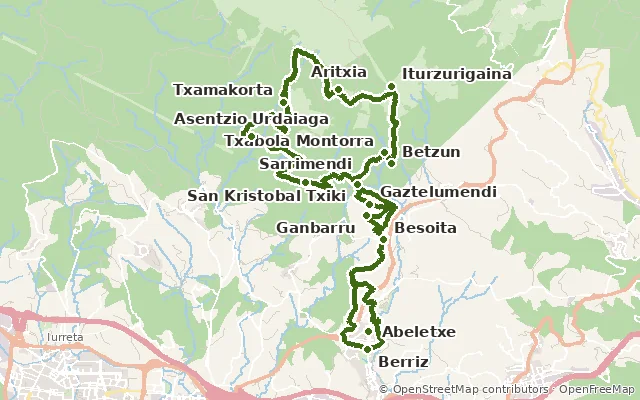 Aritxia
Iturzurigaina
Txamakorta
Asentzio Urdaiaga
Txabola Montorra
Betzun
Sarrimendi
San Kristobal Txiki
Gaztelumendi
Ganbarru
Besoita
Abeletxe
Iurreta
Berriz
© OpenStreetMap contributors - OpenFreeMap